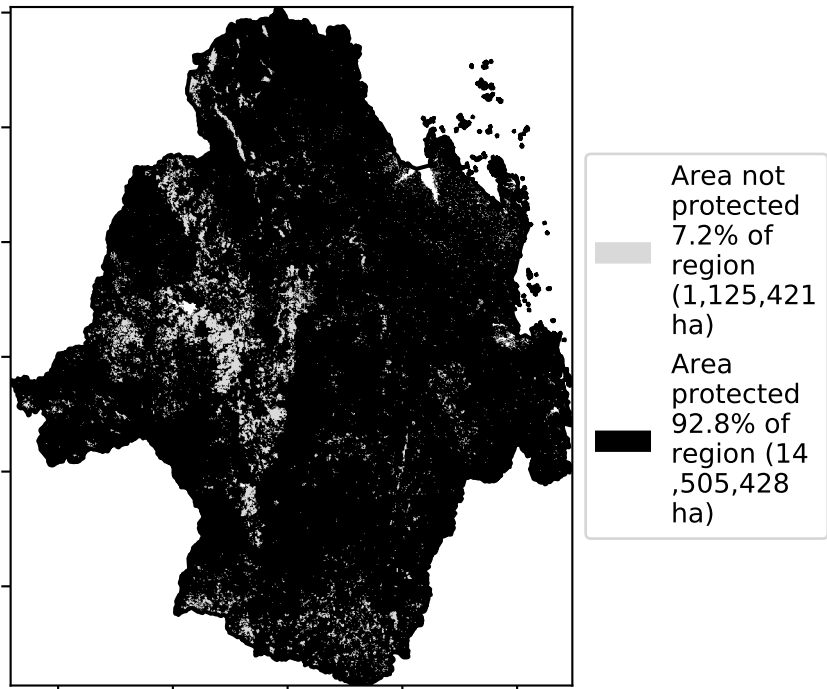 Area not
protected
7.2% of
region
(1,125,421
ha)
Area
protected
92.8% of
region (14
,505,428
ha)